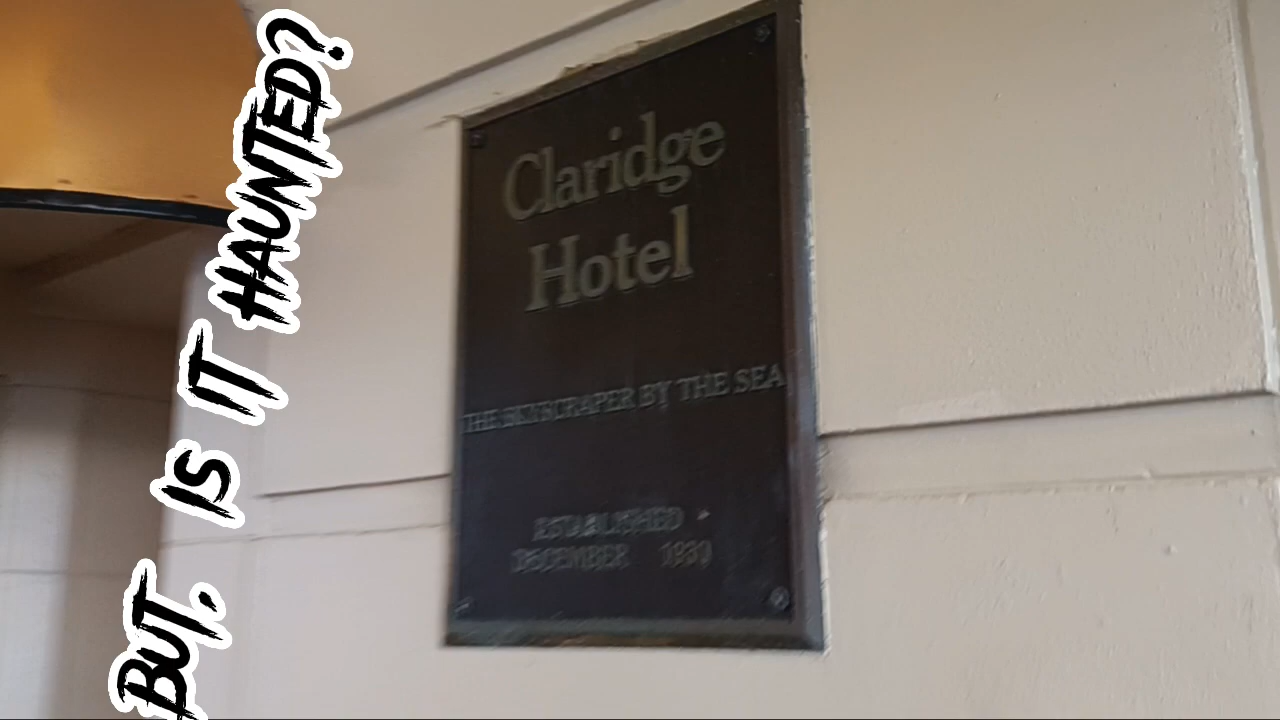 BUT. IS IT HAUNTED?
Claridge
Hotel
THE SKYSCRAPER BY THE SEA
ESTABLISHED
DECEMBER 1930